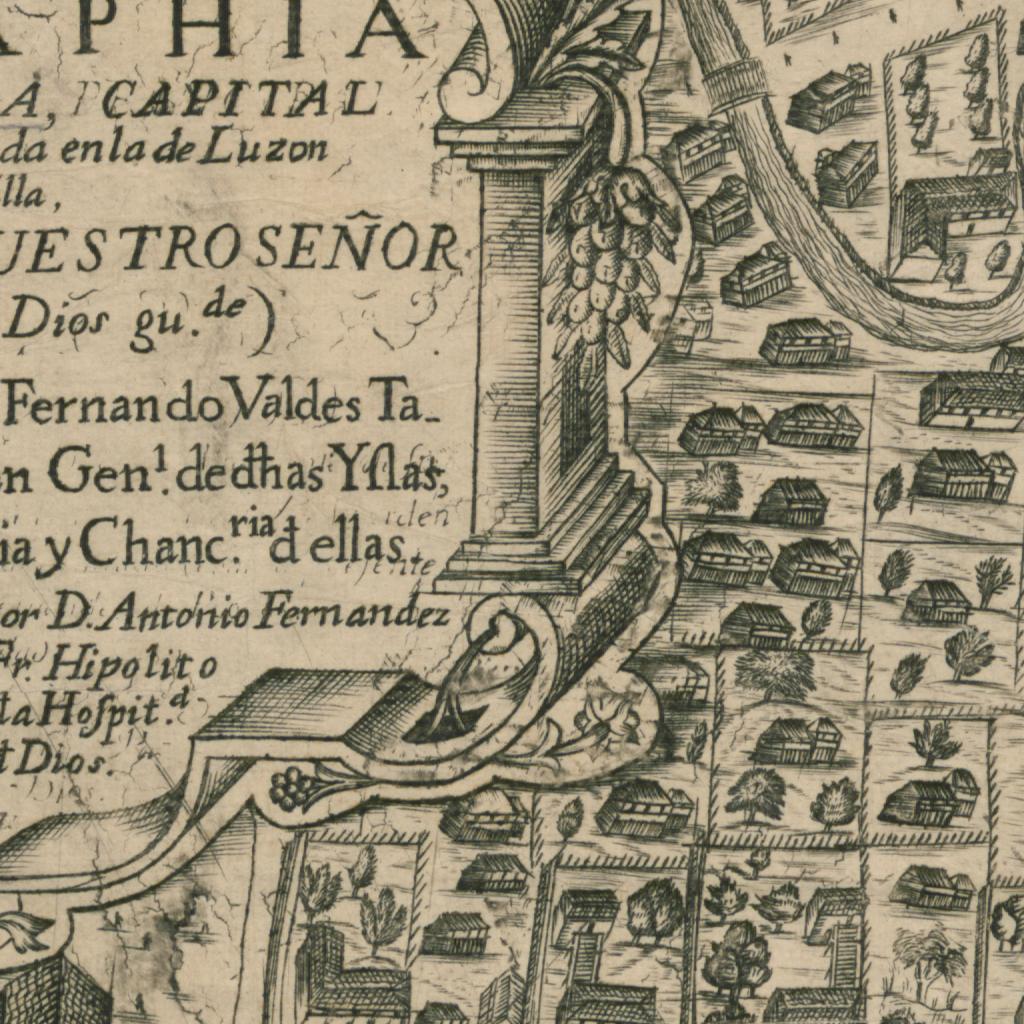 APHIA
A, CAPITAL
da en la de Luzon
lla,
UESTRO SEÑOR
Dios gu.de)
Fernando Valdes Ta-
n Genl. de dhas Yslas,
ia y Chanc.ria d ellas.
or D. Antonio Fernandez
Fr. Hipolito
ta Hospit.d
t Dios.